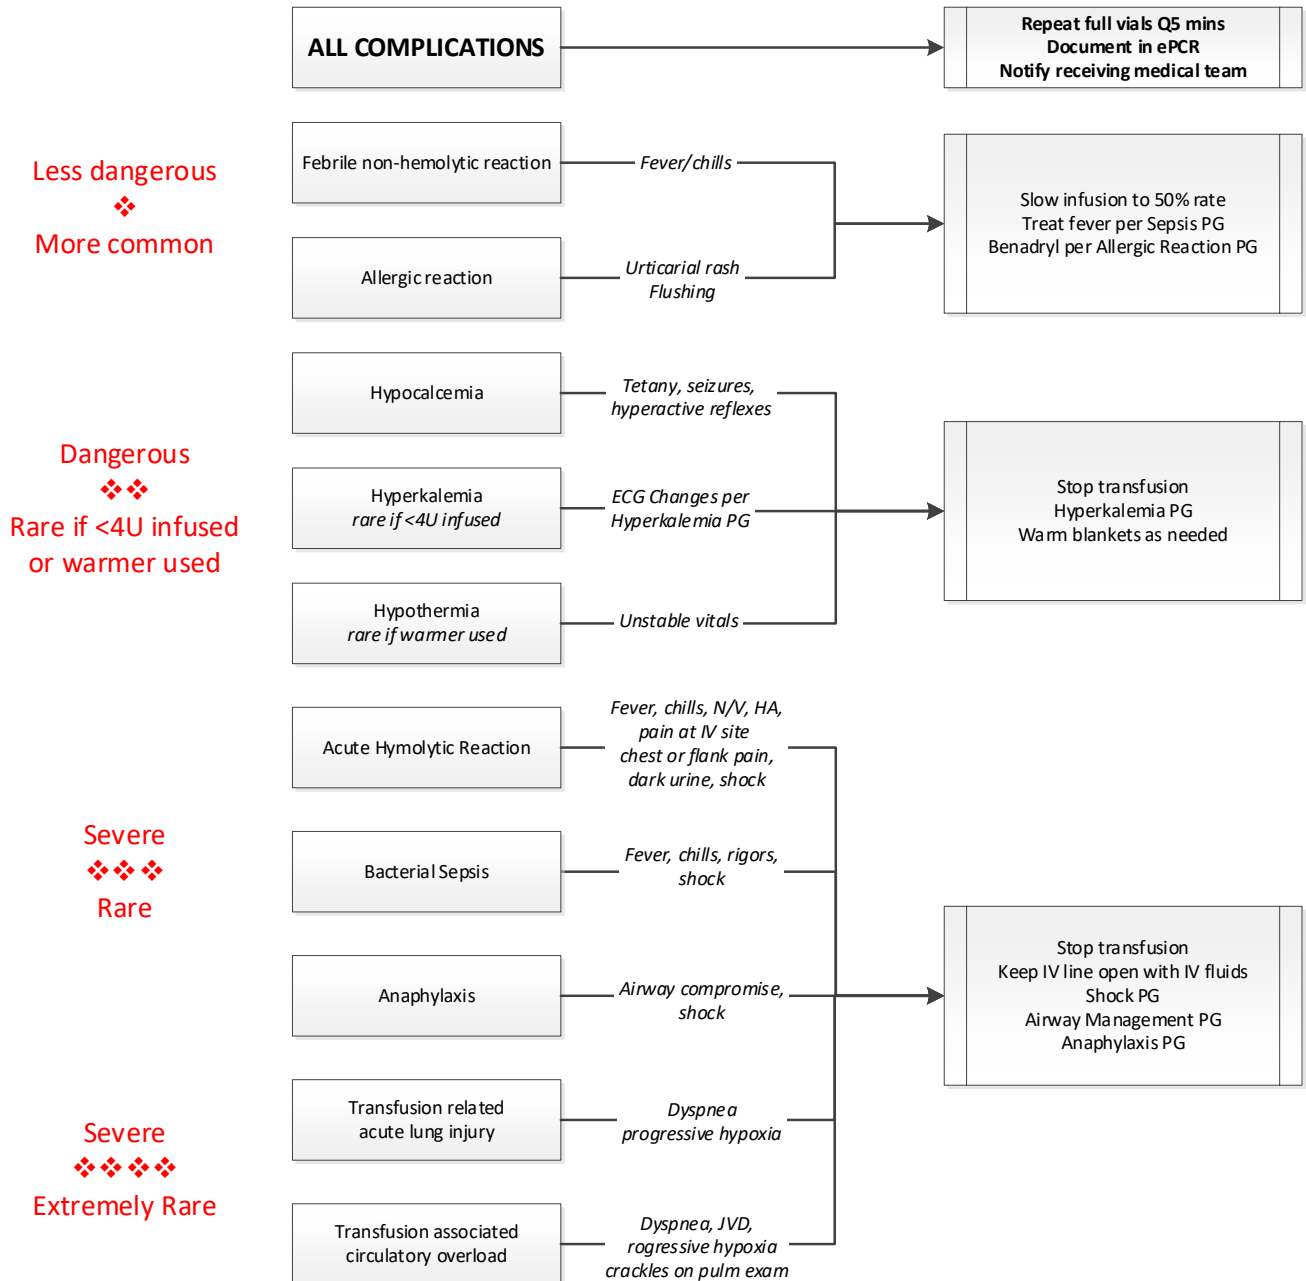 ALL COMPLICATIONS
Repeat full vials Q5 mins
Document in ePCR
Notify receiving medical team
Less dangerous
More common
Febrile non-hemolytic reaction
Fever/chills
Allergic reaction
Urticarial rash
Flushing
Slow infusion to 50% rate
Treat fever per Sepsis PG
Benadryl per Allergic Reaction PG
Dangerous
Rare if <4U infused
or warmer used
Hypocalcemia
Tetany, seizures,
hyperactive reflexes
Hyperkalemia
rare if <4U infused
ECG Changes per
Hyperkalemia PG
Hypothermia
rare if warmer used
Unstable vitals
Stop transfusion
Hyperkalemia PG
Warm blankets as needed
Severe
Rare
Acute Hymolytic Reaction
Fever, chills, N/V, HA,
pain at IV site
chest or flank pain,
dark urine, shock
Bacterial Sepsis
Fever, chills, rigors,
shock
Anaphylaxis
Airway compromise,
shock
Severe
Extremely Rare
Transfusion related
acute lung injury
Dyspnea
progressive hypoxia
Transfusion associated
circulatory overload
Dyspnea, JVD,
rogressive hypoxia
crackles on pulm exam
Stop transfusion
Keep IV line open with IV fluids
Shock PG
Airway Management PG
Anaphylaxis PG